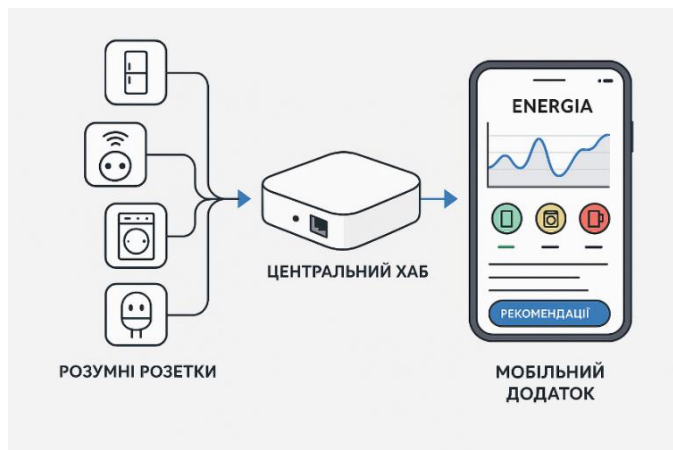 РОЗУМНІ РОЗЕТКИ
ЦЕНТРАЛЬНИЙ ХАБ
ENERGIA
РЕКОМЕНДАЦІЇ
МОБІЛЬНИЙ
ДОДАТОК